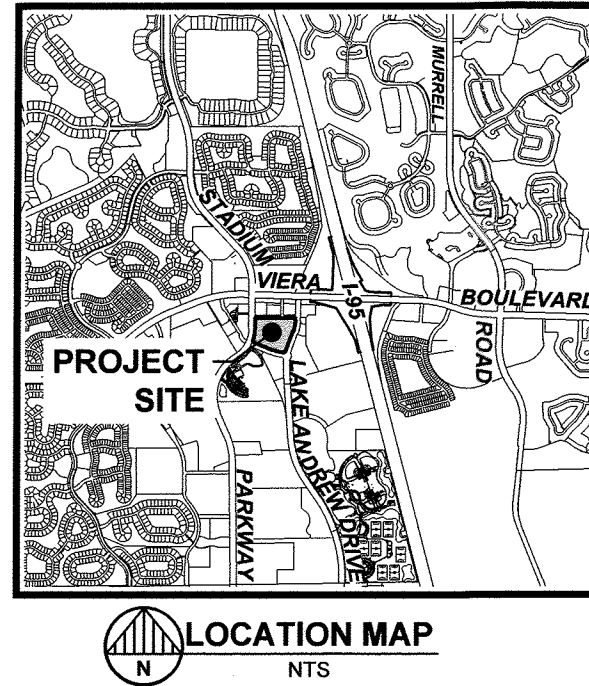 MURRELL
STADIUM
VIERA
I-95
BOULEVARD
ROAD
PROJECT
SITE
LAKE ANDREW DRIVE
PARKWAY
N
LOCATION MAP
NTS